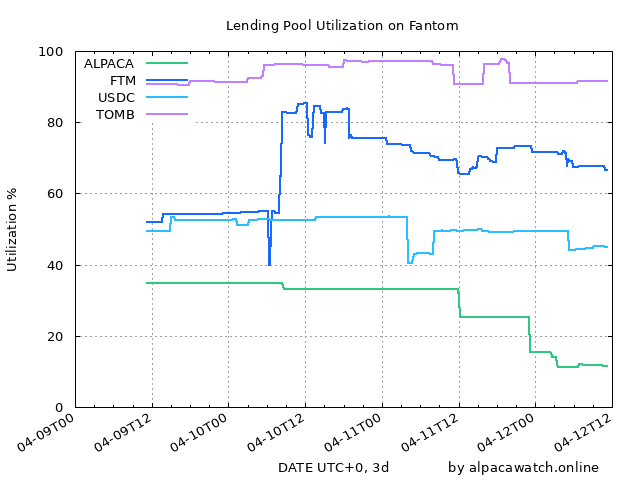 Lending Pool Utilization on Fantom
Utilization %
100
80
60
40
20
0
ALPACA
FTM
USDC
TOMB
04-09T00
04-09T12
04-10T00
04-10T12
04-11T00
04-11T12
04-12T00
04-12T12
DATE UTC+0, 3d
by alpacawatch.online